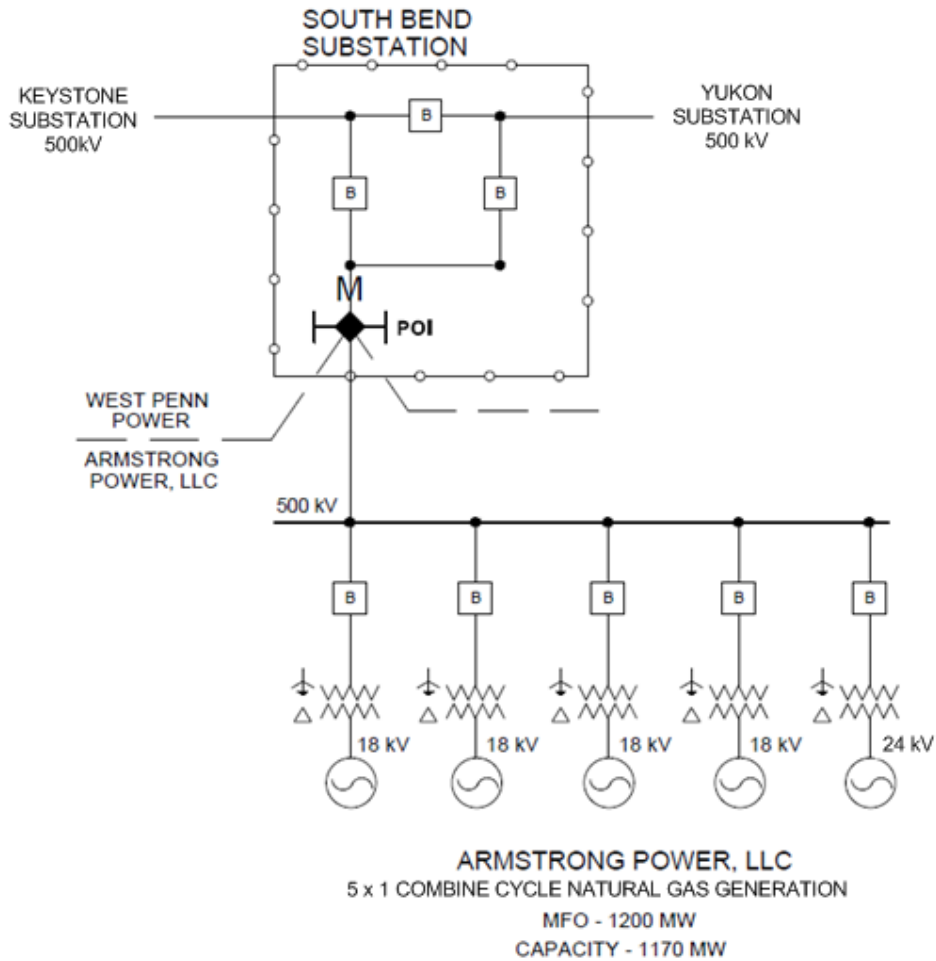 SOUTH BEND
SUBSTATION
KEYSTONE
SUBSTATION
500kV
YUKON
SUBSTATION
500 kV
B
B
B
M
POI
WEST PENN
POWER
ARMSTRONG
POWER, LLC
500 kV
B B B B B
18 kV 18 kV 18 kV 18 kV 24 kV
ARMSTRONG POWER, LLC
5 x 1 COMBINE CYCLE NATURAL GAS GENERATION
MFO - 1200 MW
CAPACITY - 1170 MW